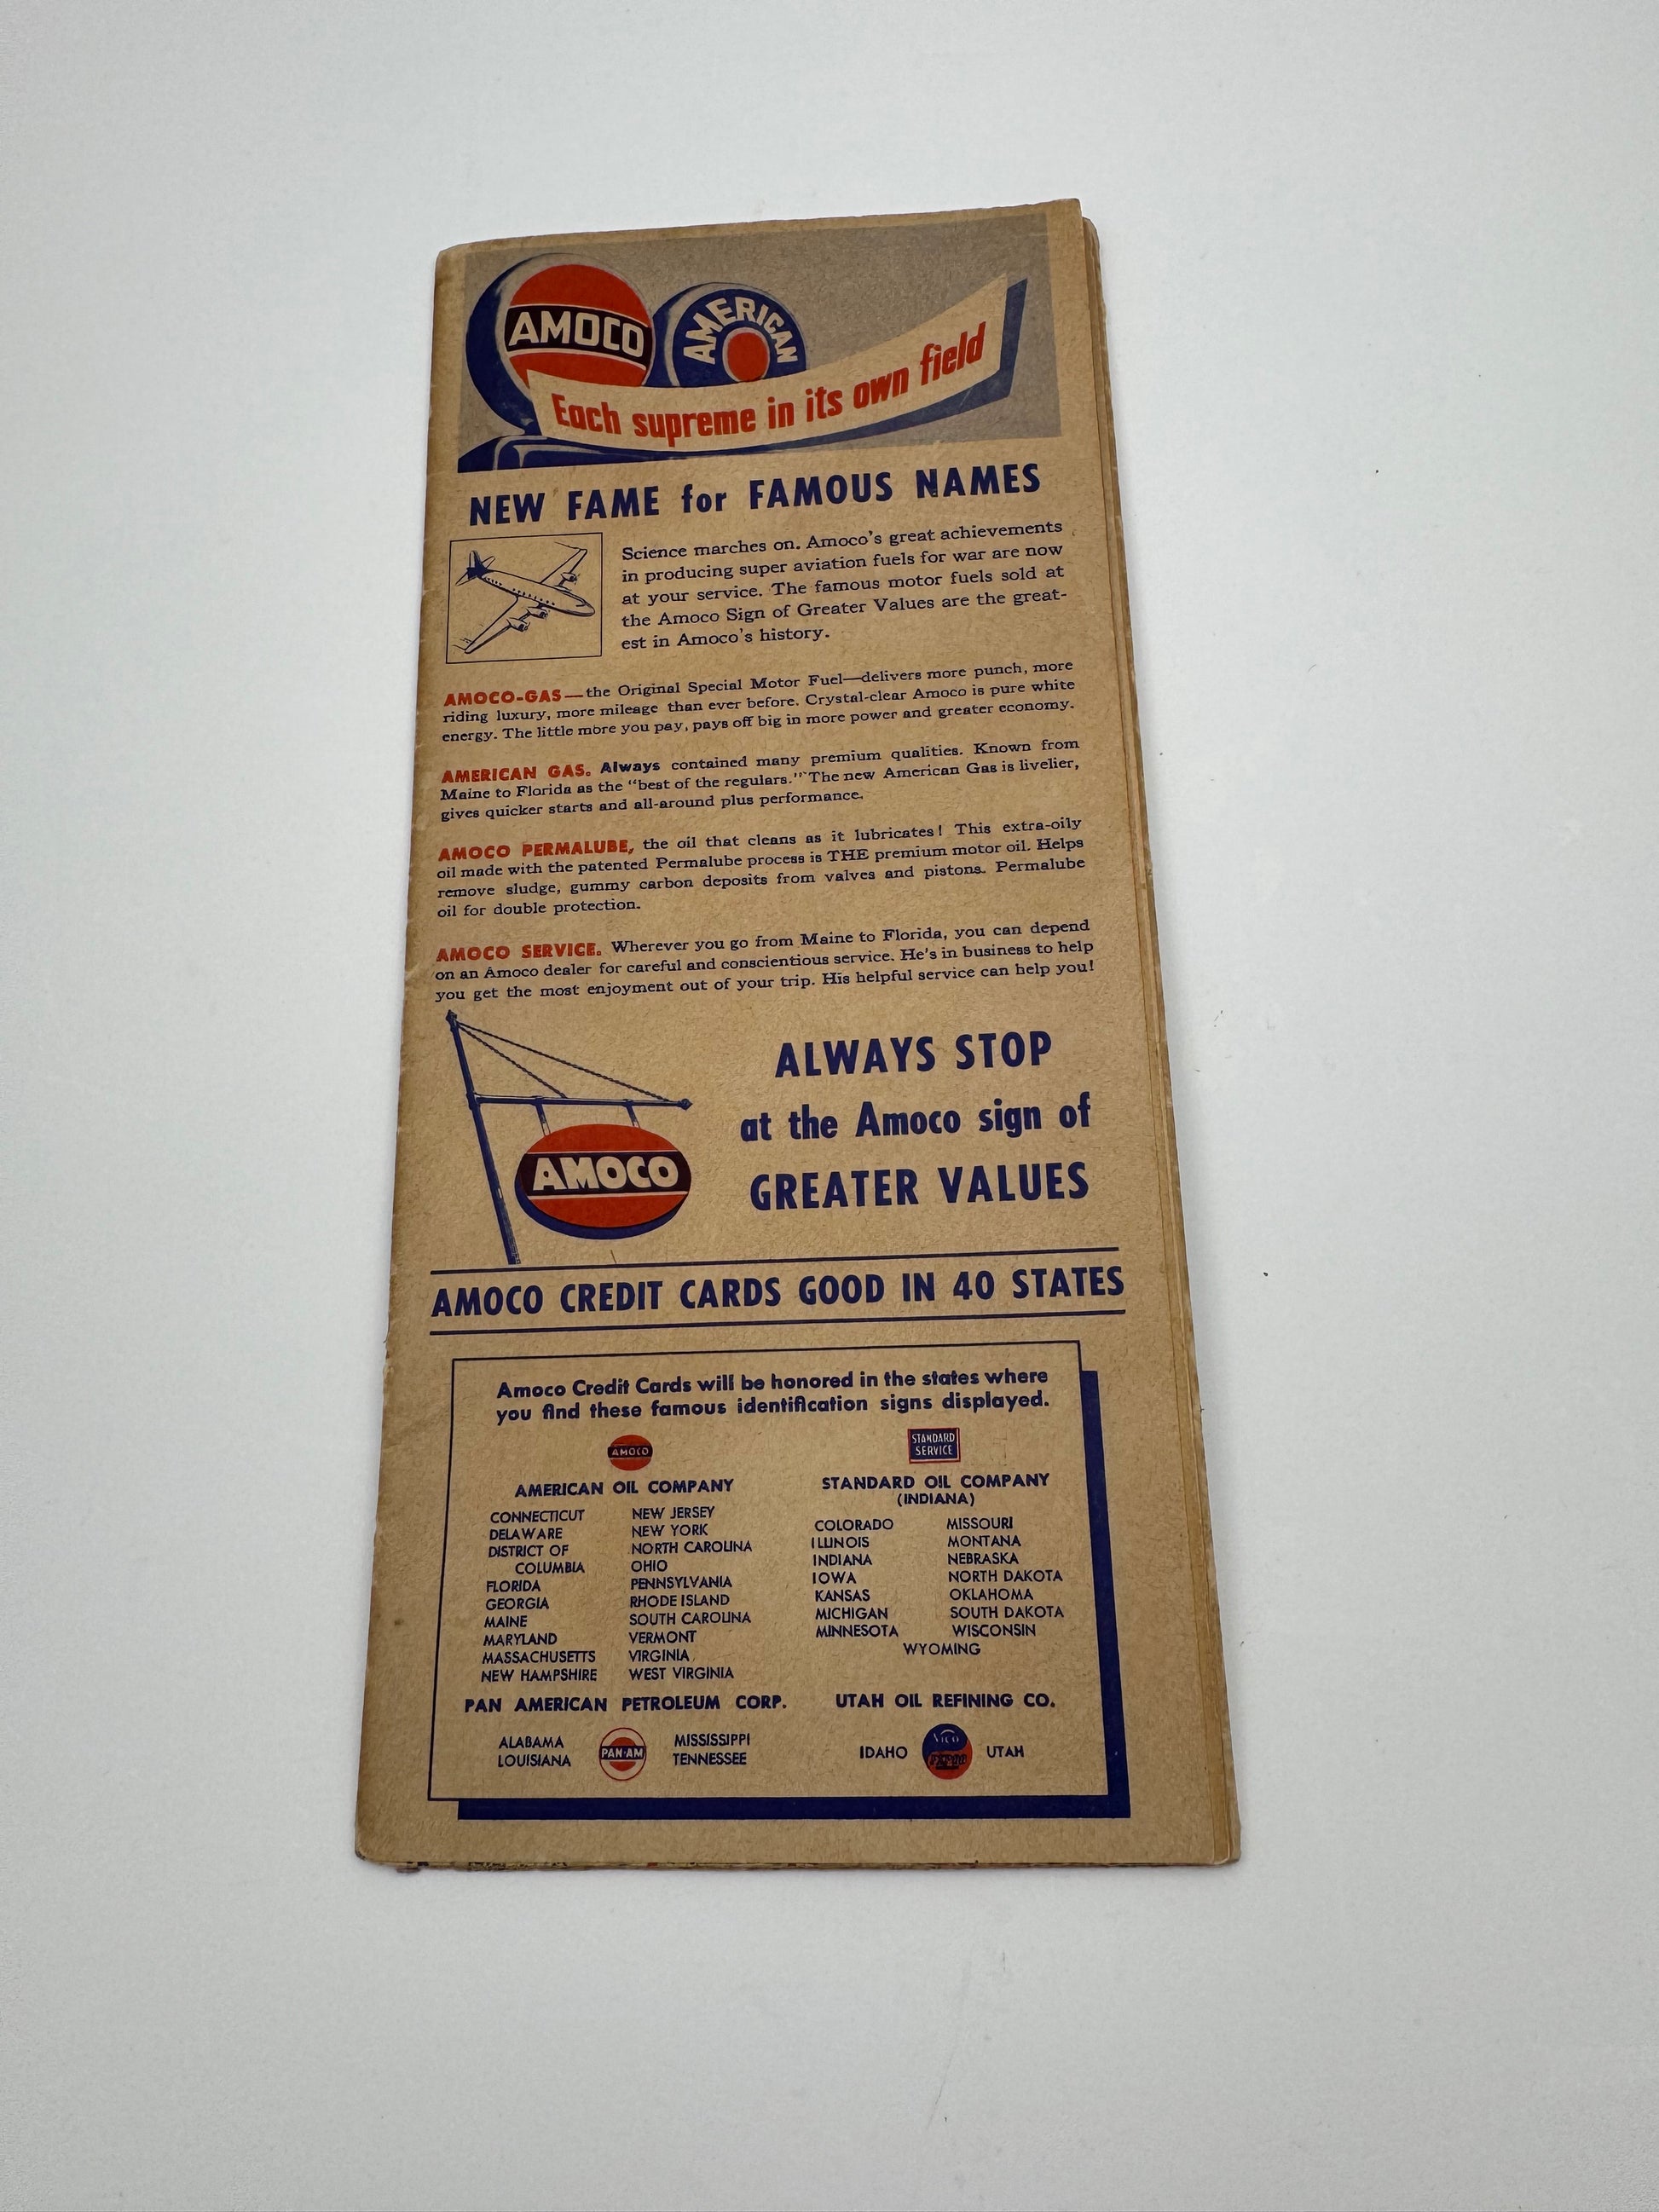 AMOCO
AMERICAN
Each supreme in its own field
NEW FAME for FAMOUS NAMES
Science marches on. Amoco's great achievements
in producing super aviation fuels for war are now
at your service. The famous motor fuels sold at
the Amoco Sign of Greater Values are the great-
est in Amoco's history.
AMOCO-GAS—the Original Special Motor Fuel—delivers more punch, more
riding luxury, more mileage than ever before. Crystal-clear Amoco is pure white
energy. The little more you pay, pays off big in more power and greater economy.
AMERICAN GAS. Always contained many premium qualities. Known from
Maine to Florida as the "best of the regulars." The new American Gas is livelier,
gives quicker starts and all-around plus performance.
AMOCO PERMALUBE, the oil that cleans as it lubricates! This extra-oily
oil made with the patented Permalube process is THE premium motor oil. Helps
remove sludge, gummy carbon deposits from valves and pistons. Permalube
oil for double protection.
AMOCO SERVICE. Wherever you go from Maine to Florida, you can depend
on an Amoco dealer for careful and conscientious service. He's in business to help
you get the most enjoyment out of your trip. His helpful service can help you!
AMOCO
ALWAYS STOP
at the Amoco sign of
GREATER VALUES
AMOCO CREDIT CARDS GOOD IN 40 STATES
Amoco Credit Cards will be honored in the states where
you find these famous identification signs displayed.
AMOCO
AMERICAN OIL COMPANY
CONNECTICUT
DELAWARE
DISTRICT OF
COLUMBIA
FLORIDA
GEORGIA
MAINE
MARYLAND
MASSACHUSETTS
NEW HAMPSHIRE
NEW JERSEY
NEW YORK
NORTH CAROLINA
OHIO
PENNSYLVANIA
RHODE ISLAND
SOUTH CAROLINA
VERMONT
VIRGINIA
WEST VIRGINIA
STANDARD
SERVICE
STANDARD OIL COMPANY
(INDIANA)
COLORADO
ILLINOIS
INDIANA
IOWA
KANSAS
MICHIGAN
MINNESOTA
MISSOURI
MONTANA
NEBRASKA
NORTH DAKOTA
OKLAHOMA
SOUTH DAKOTA
WISCONSIN
WYOMING
PAN AMERICAN PETROLEUM CORP.
ALABAMA
LOUISIANA
PAN-AM
MISSISSIPPI
TENNESSEE
UTAH OIL REFINING CO.
IDAHO
Vico
UTAH